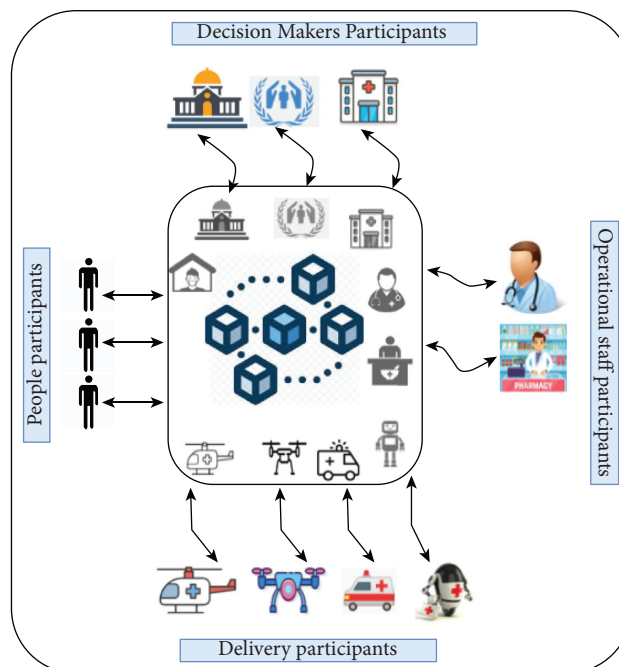 Decision Makers Participants
People participants
Operational staff participants
PHARMACY
Delivery participants